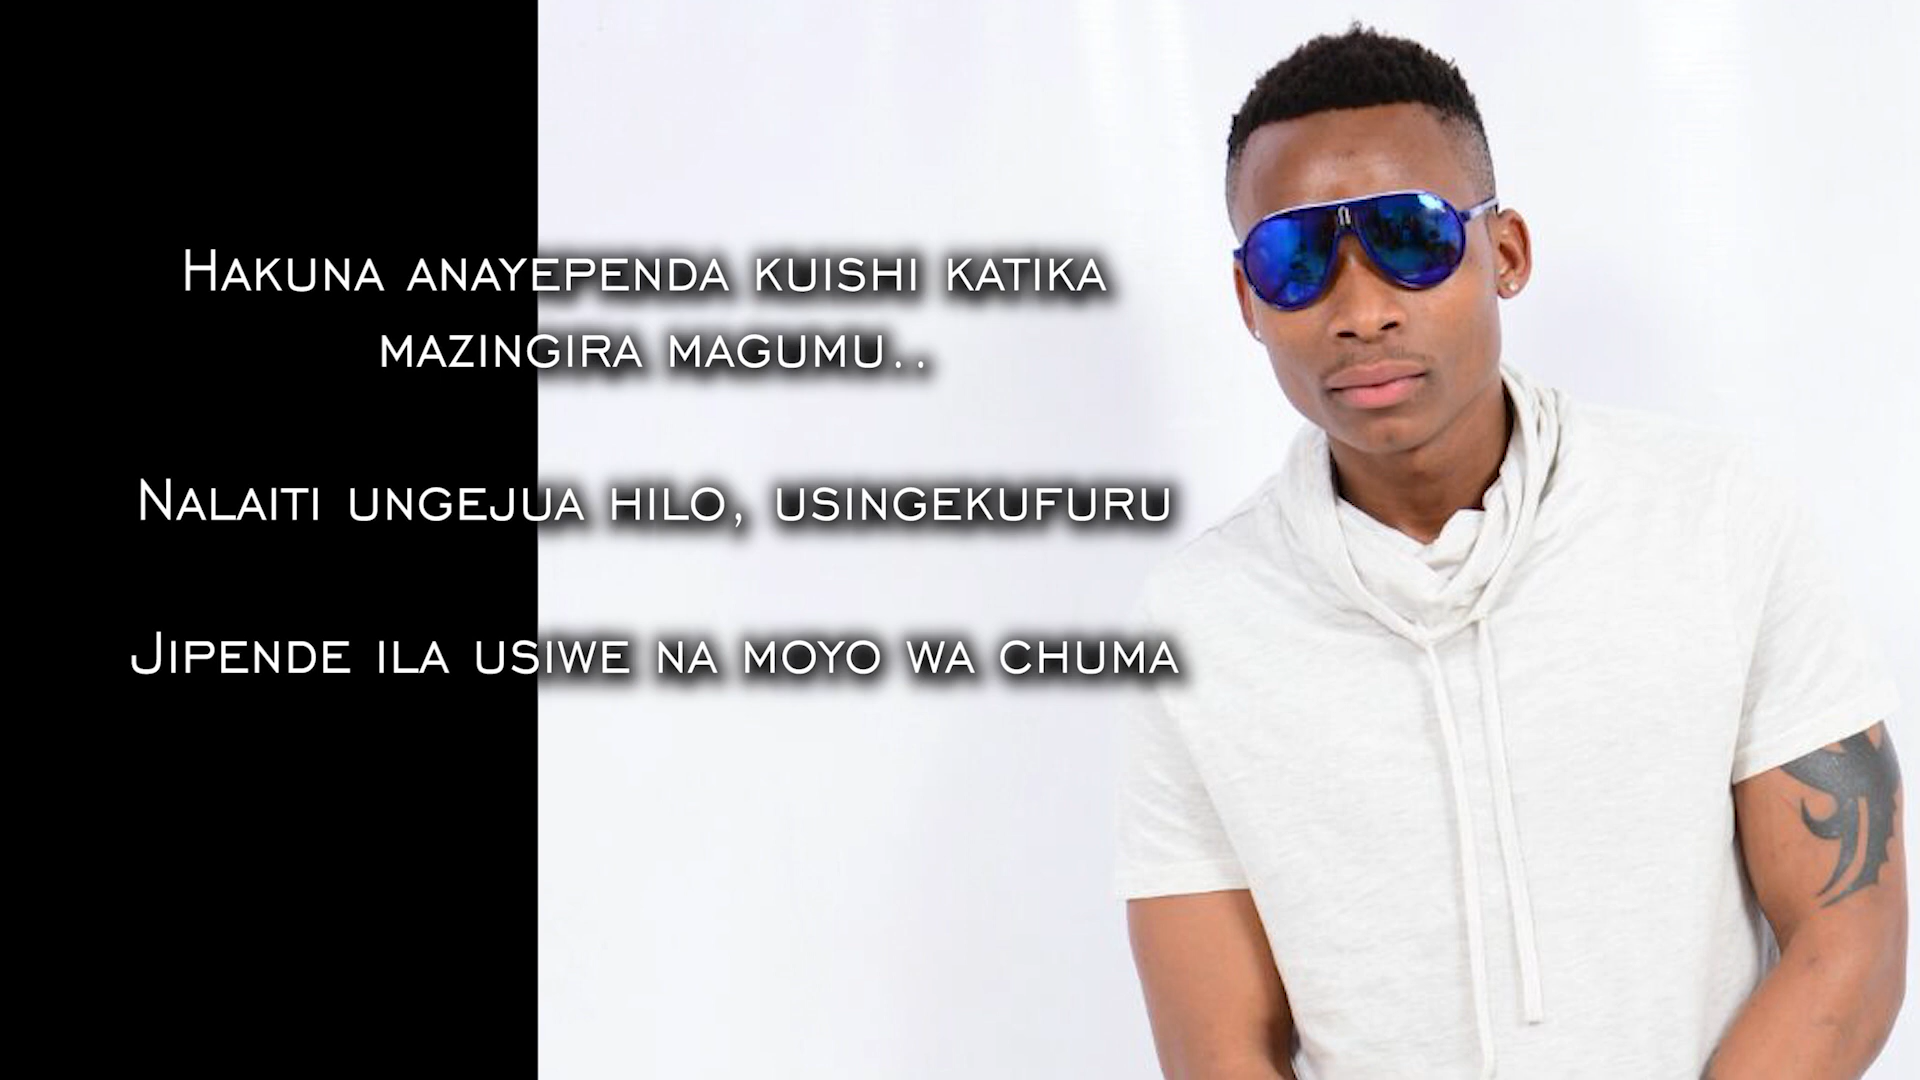 Hakuna anayependa kuishi katika
mazingira magumu..
Nalaiti ungejua hilo, usingekufuru
Jipende ila usiwe na moyo wa chuma